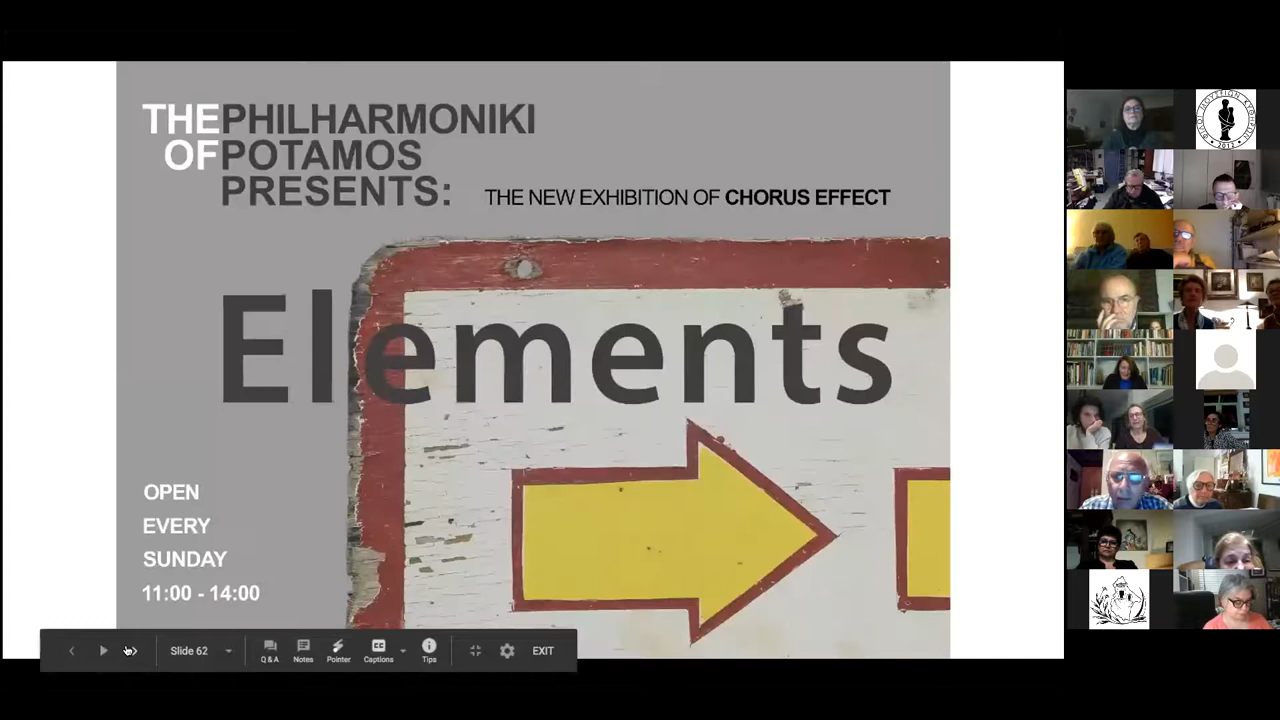 THE PHILHARMONIKI
OF POTAMOS
PRESENTS:
THE NEW EXHIBITION OF CHORUS EFFECT
Elements
OPEN
EVERY
SUNDAY
11:00 - 14:00
Slide 62
Q & A
Notes
Pointer
Captions
Tips
EXIT
2012